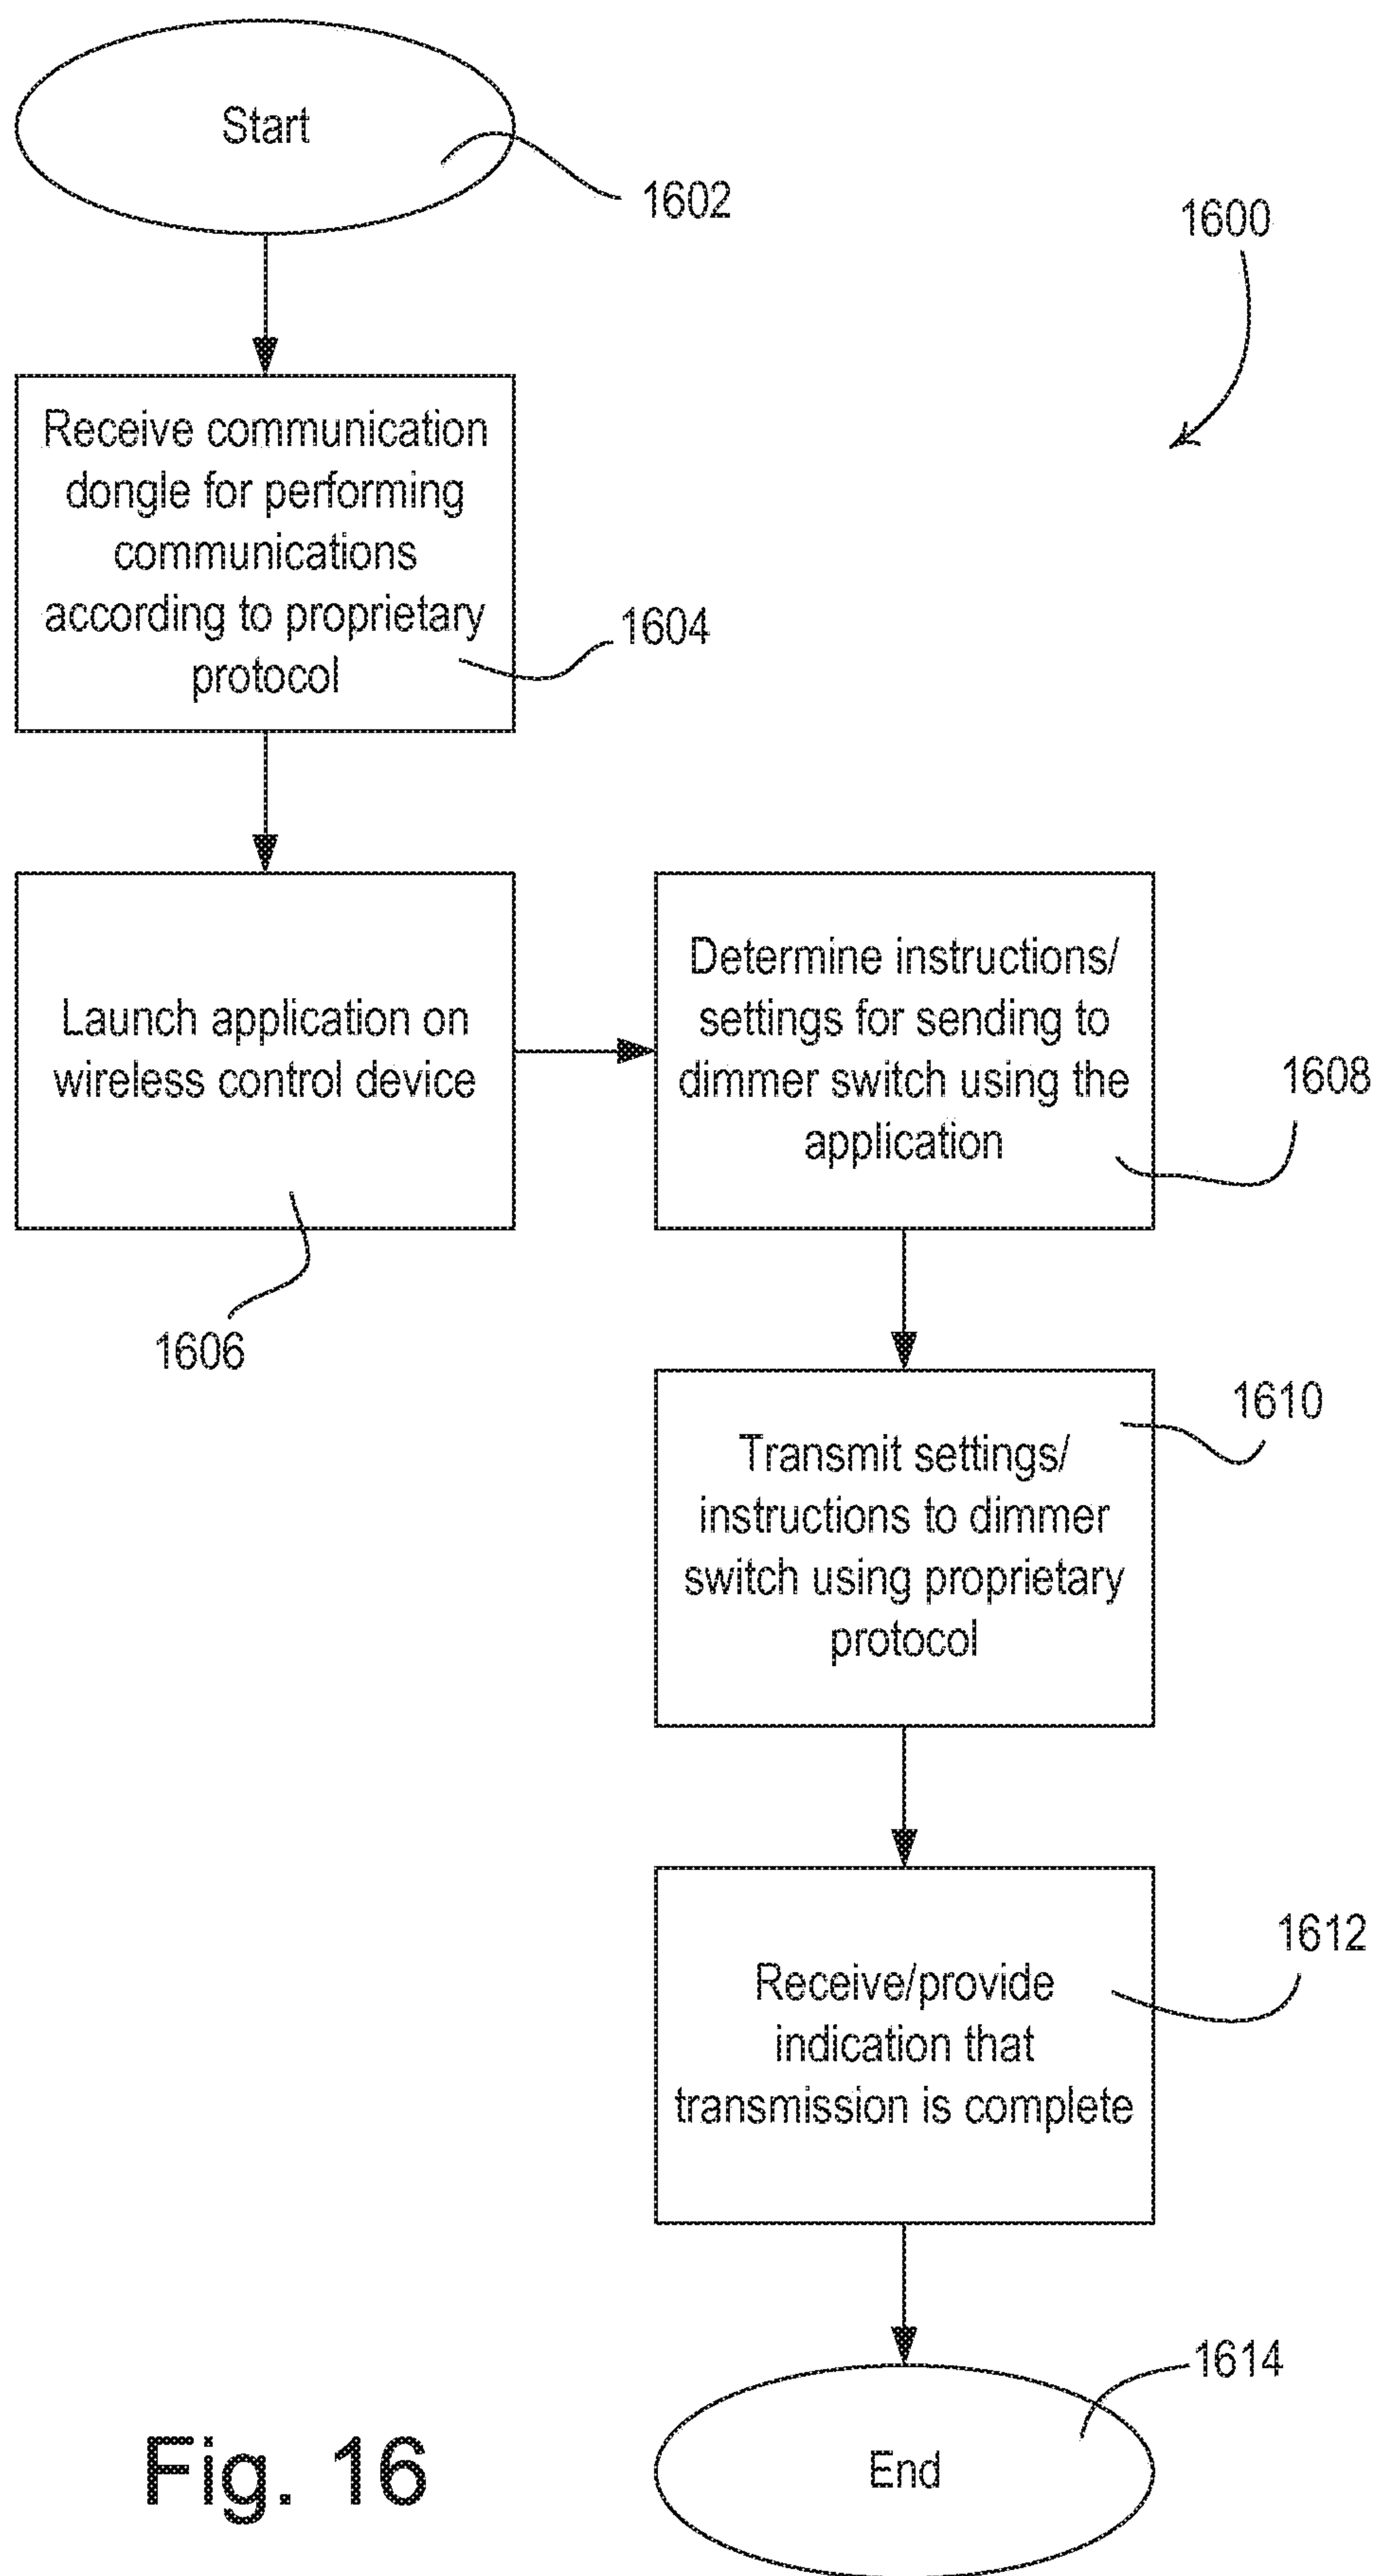 Start
1602
1600
Receive communication
dongle for performing
communications
according to proprietary
protocol
1604
Launch application on
wireless control device
1606
Determine instructions/
settings for sending to
dimmer switch using the
application
1608
Transmit settings/
instructions to dimmer
switch using proprietary
protocol
1610
Receive/provide
indication that
transmission is complete
1612
End
1614
Fig. 16